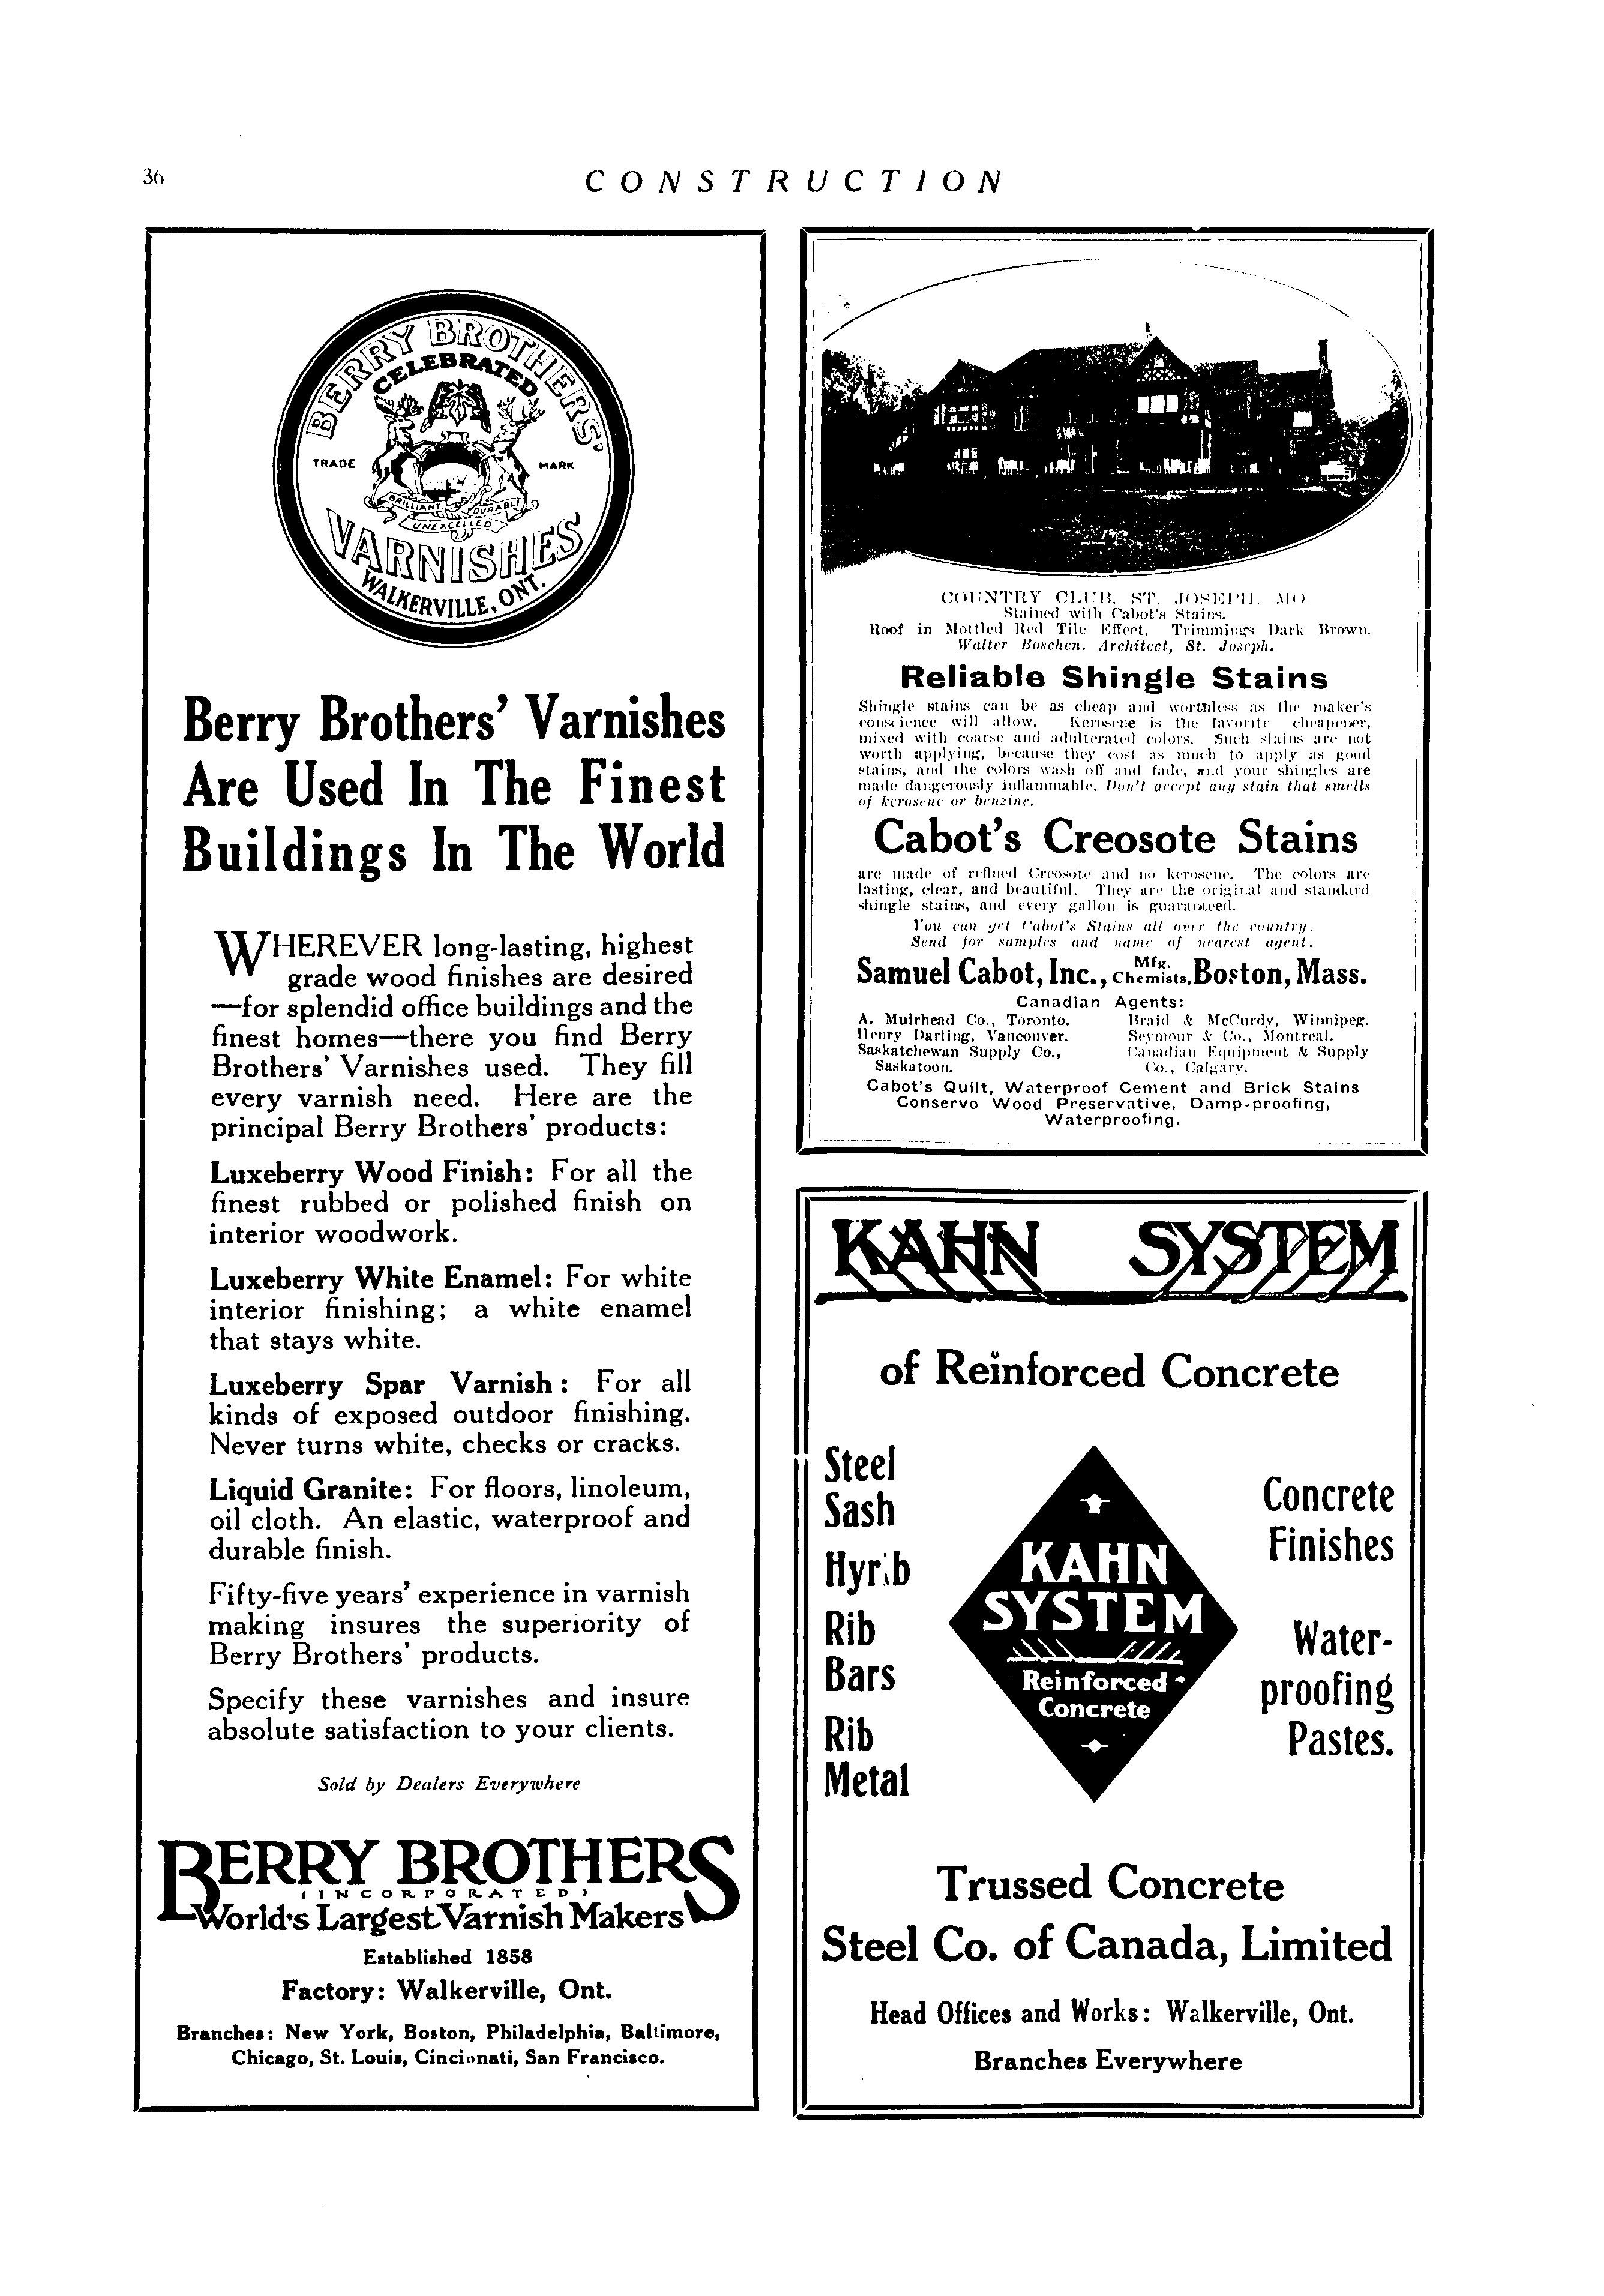 36
CONSTRUCTION
BERRY BROTHERS'
CELEBRATED
TRADE MARK
BRILLIANT DURABLE
UNEXCELLED
VARNISHES
WALKERVILLE, ONT.
Berry Brothers' Varnishes
Are Used In The Finest
Buildings In The World
WHEREVER long-lasting, highest
grade wood finishes are desired
—for splendid office buildings and the
finest homes—there you find Berry
Brothers' Varnishes used. They fill
every varnish need. Here are the
principal Berry Brothers' products:
Luxeberry Wood Finish: For all the
finest rubbed or polished finish on
interior woodwork.
Luxeberry White Enamel: For white
interior finishing; a white enamel
that stays white.
Luxeberry Spar Varnish: For all
kinds of exposed outdoor finishing.
Never turns white, checks or cracks.
Liquid Granite: For floors, linoleum,
oil cloth. An elastic, waterproof and
durable finish.
Fifty-five years' experience in varnish
making insures the superiority of
Berry Brothers' products.
Specify these varnishes and insure
absolute satisfaction to your clients.
Sold by Dealers Everywhere
BERRY BROTHERS
(INCORPORATED)
World's Largest Varnish Makers
Established 1858
Factory: Walkerville, Ont.
Branches: New York, Boston, Philadelphia, Baltimore,
Chicago, St. Louis, Cincinnati, San Francisco.
COUNTRY CLUB, ST. JOSEPH, MO.
Stained with Cabot's Stains.
Roof in Mottled Red Tile Effect. Trimmings Dark Brown.
Walter Boschen. Architect, St. Joseph.
Reliable Shingle Stains
Shingle stains can be as cheap and worthless as the maker's
conscience will allow. Kerosene is the favorite cheapener,
mixed with coarse and adulterated colors. Such stains are not
worth applying, because they cost as much to apply as good
stains, and the colors wash off and fade, and your shingles are
made dangerously inflammable. Don't accept any stain that smells
of kerosene or benzine.
Cabot's Creosote Stains
are made of refined Creosote and no kerosene. The colors are
lasting, clear, and beautiful. They are the original and standard
shingle stains, and every gallon is guaranteed.
You can get Cabot's Stains all over the country.
Send for samples and name of nearest agent.
Samuel Cabot, Inc., Mfg. Chemists, Boston, Mass.
Canadian Agents:
A. Muirhead Co., Toronto. Braid & McCurdy, Winnipeg.
Henry Darling, Vancouver. Seymour & Co., Montreal.
Saskatchewan Supply Co., Canadian Equipment & Supply
Saskatoon. Co., Calgary.
Cabot's Quilt, Waterproof Cement and Brick Stains
Conservo Wood Preservative, Damp-proofing,
Waterproofing.
KAHN SYSTEM
of Reinforced Concrete
Steel
Sash
Hyrib
Rib
Bars
Rib
Metal
KAHN
SYSTEM
Reinforced
Concrete
Concrete
Finishes
Water-
proofing
Pastes.
Trussed Concrete
Steel Co. of Canada, Limited
Head Offices and Works: Walkerville, Ont.
Branches Everywhere